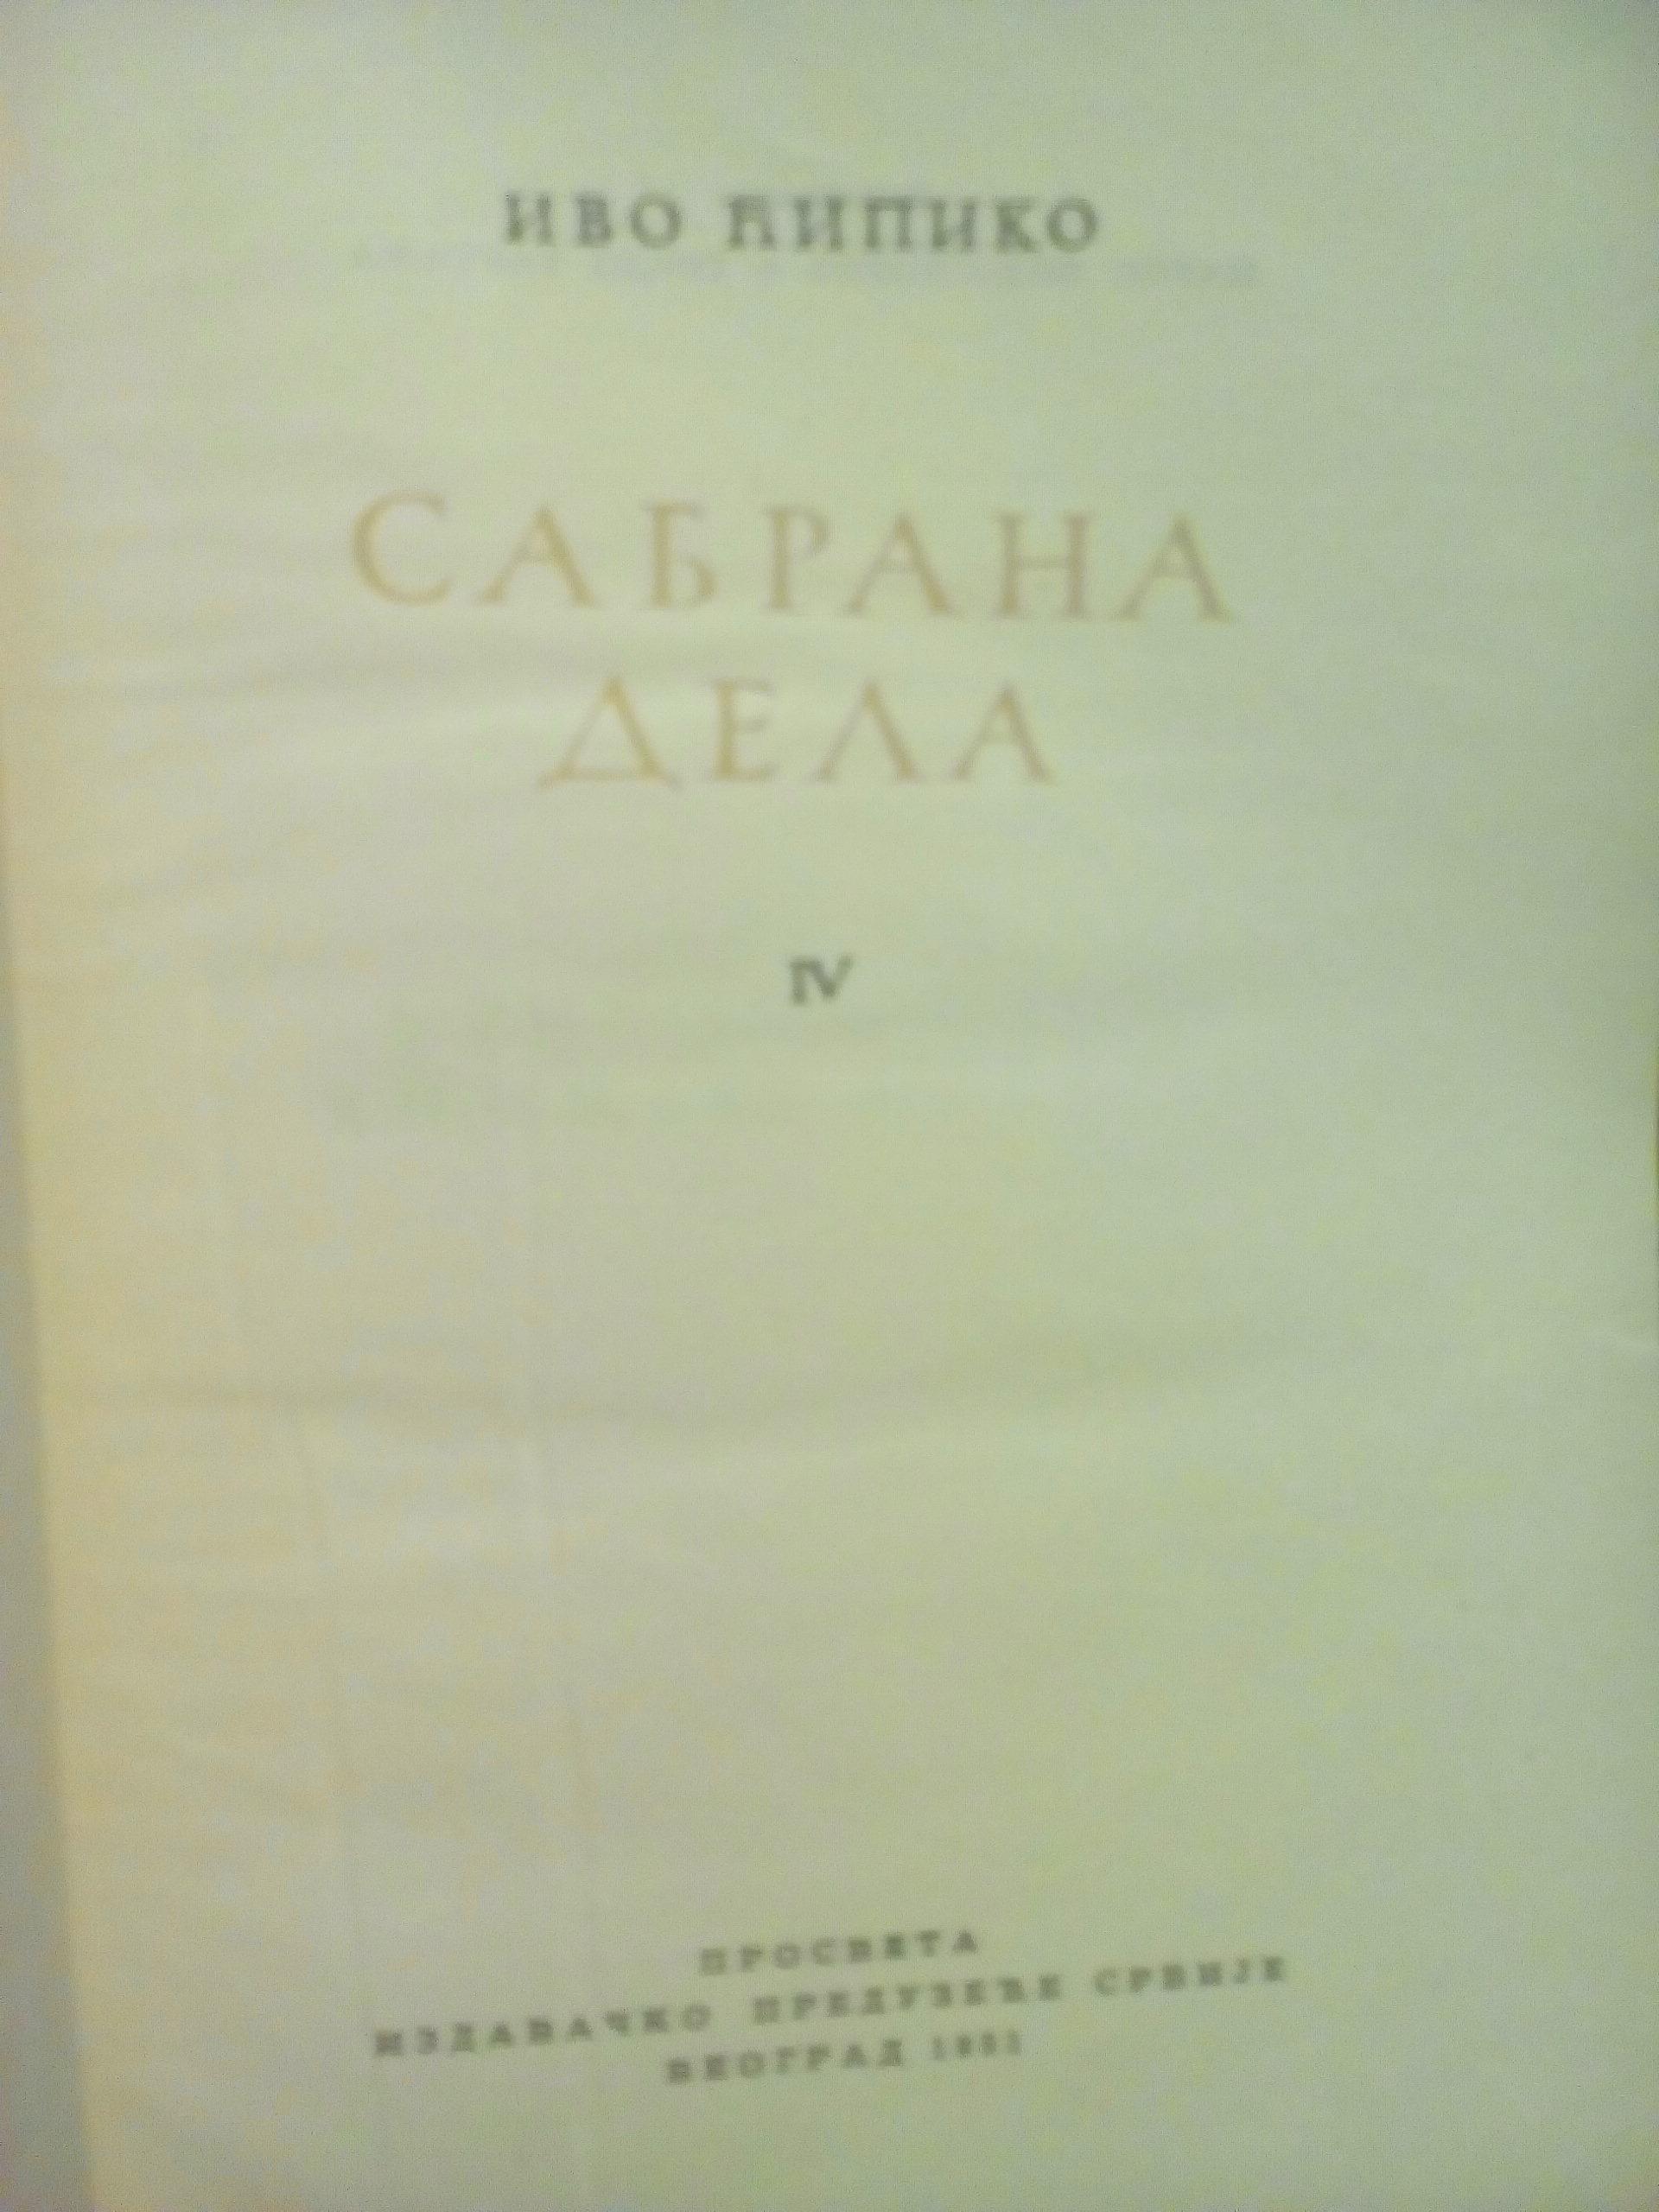 ИВО ЋИПИКО
САБРАНА
ДЕЛА
IV
ПРОСВЕТА
ИЗДАВАЧКО ПРЕДУЗЕЋЕ СРБИЈЕ
БЕОГРАД